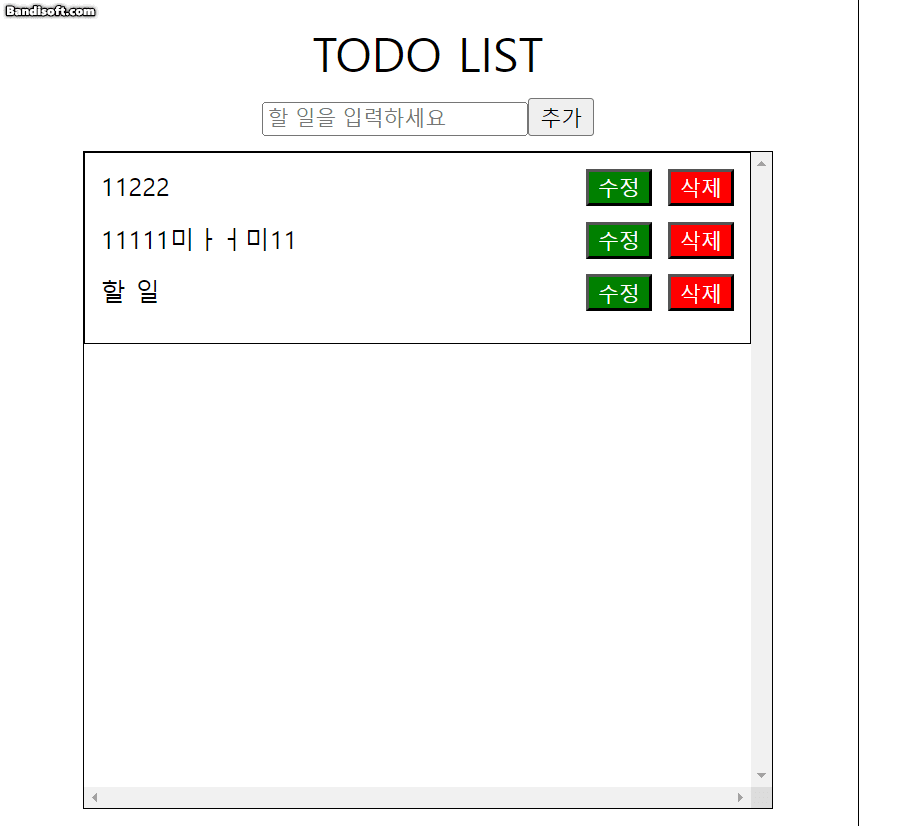 Bandisoft.com
TODO LIST
할 일을 입력하세요 추가
11222 수정 삭제
11111미ㅏㅓ미11 수정 삭제
할 일 수정 삭제